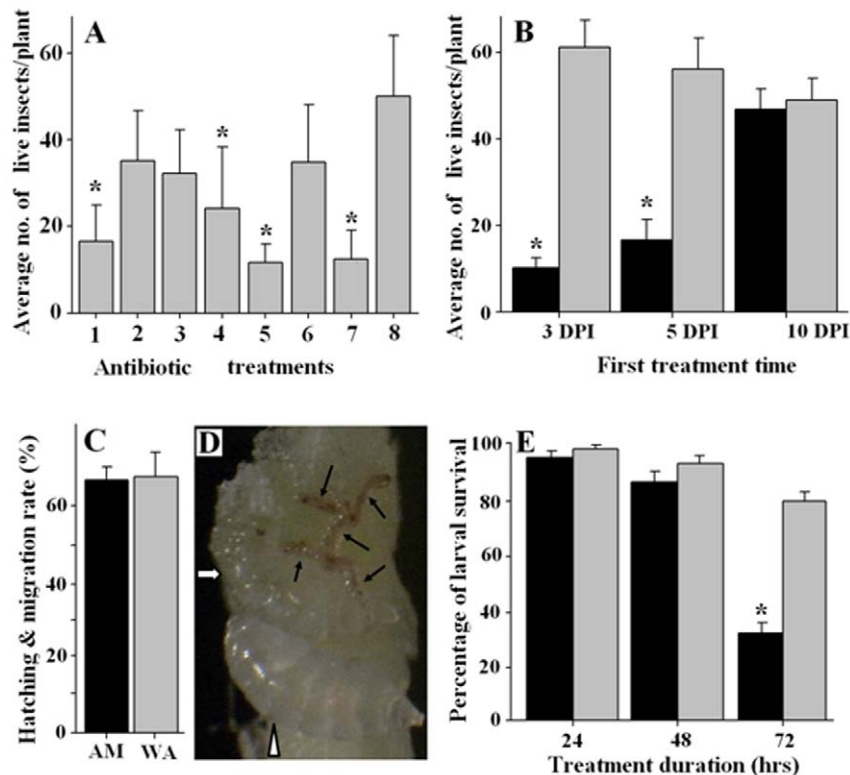 A
Average no. of live insects/plant
60
40
20
0
*
*
*
*
1 2 3 4 5 6 7 8
Antibiotic treatments
B
Average no. of live insects/plant
60
40
20
0
*
*
3 DPI 5 DPI 10 DPI
First treatment time
C
Hatching & migration rate (%)
60
40
20
0
AM WA
D
E
Percentage of larval survival
100
80
60
40
20
0
*
24 48 72
Treatment duration (hrs)